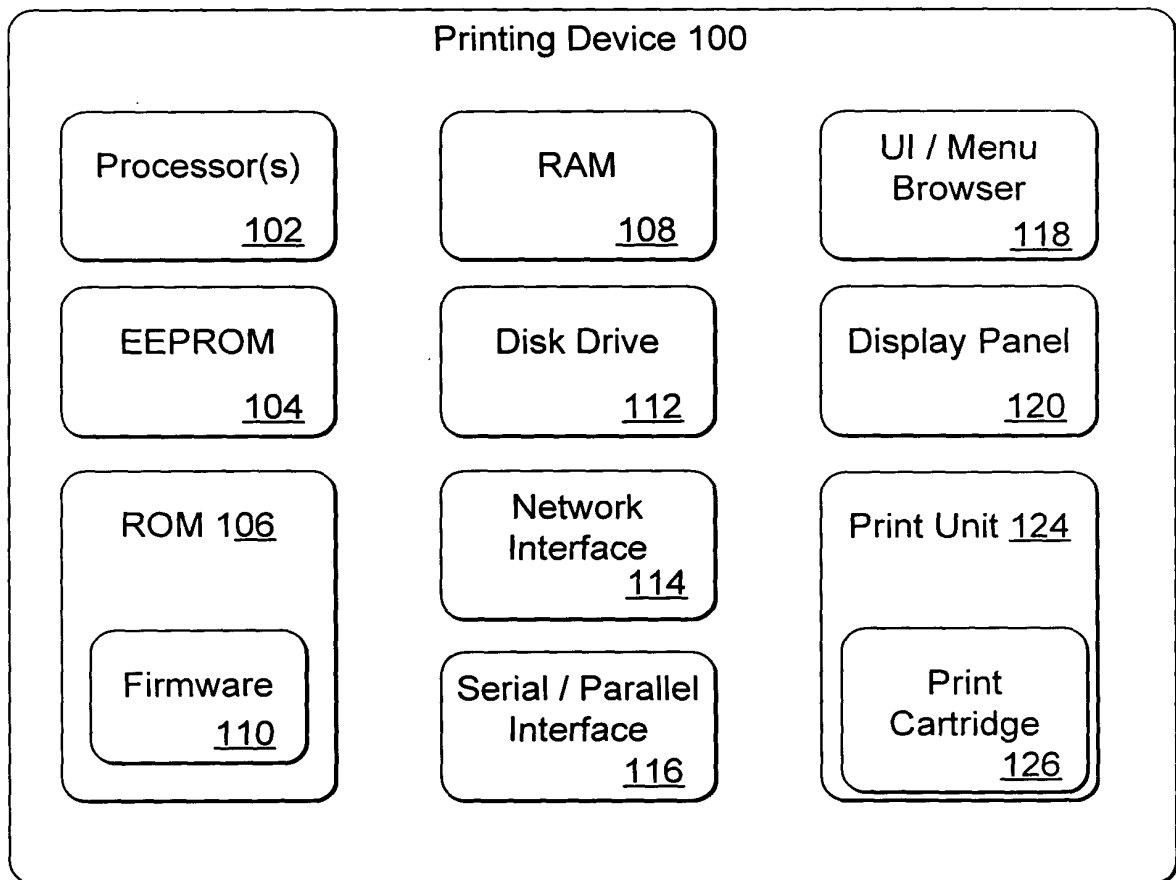 Printing Device 100
Processor(s)
102
RAM
108
UI / Menu
Browser
118
EEPROM
104
Disk Drive
112
Display Panel
120
ROM 106
Firmware
110
Network
Interface
114
Serial / Parallel
Interface
116
Print Unit 124
Print
Cartridge
126